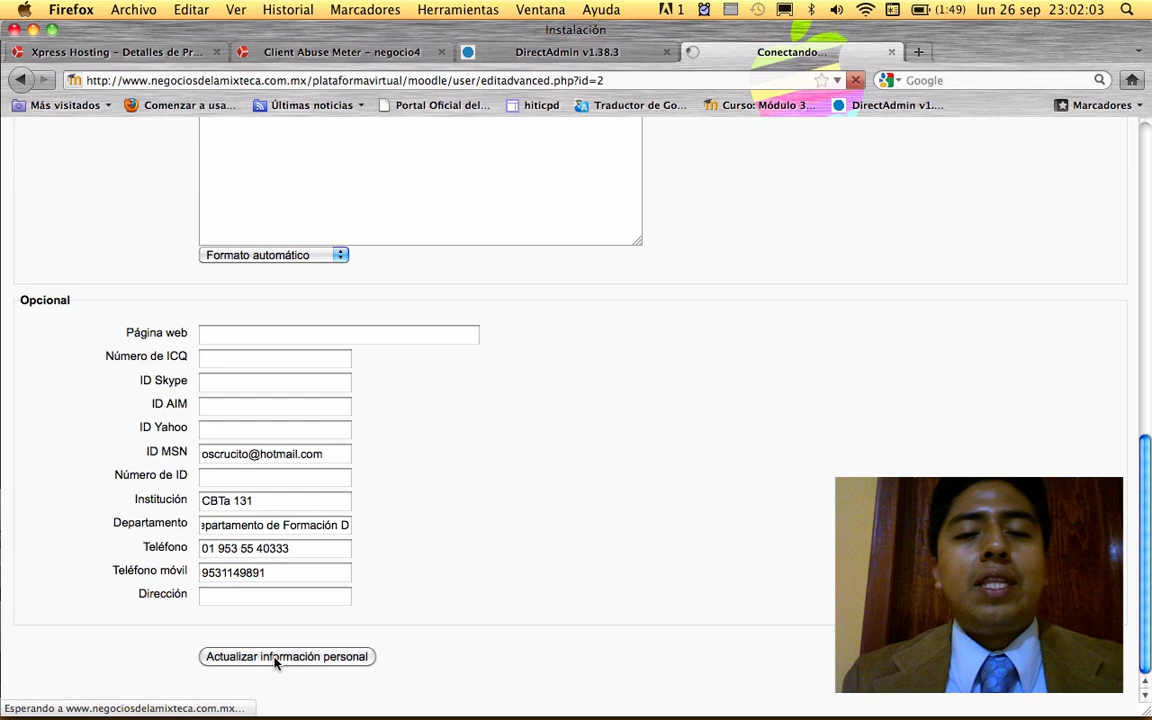 Firefox Archivo Editar Ver Historial Marcadores Herramientas Ventana Ayuda 1 (1:49) lun 26 sep 23:02:03
Instalación
Xpress Hosting – Detalles de Pr... Client Abuse Meter – negocio4 DirectAdmin v1.38.3 Conectando...
http://www.negociosdelamixteca.com.mx/plataformavirtual/moodle/user/editadvanced.php?id=2 Google
Más visitados Comenzar a usa... Últimas noticias Portal Oficial del... hiticpd Traductor de Go... Curso: Módulo 3... DirectAdmin v1.... Marcadores
Formato automático
Opcional
Página web
Número de ICQ
ID Skype
ID AIM
ID Yahoo
ID MSN oscrucito@hotmail.com
Número de ID
Institución CBTa 131
Departamento epartamento de Formación D
Teléfono 01 953 55 40333
Teléfono móvil 9531149891
Dirección
Actualizar información personal
Esperando a www.negociosdelamixteca.com.mx...